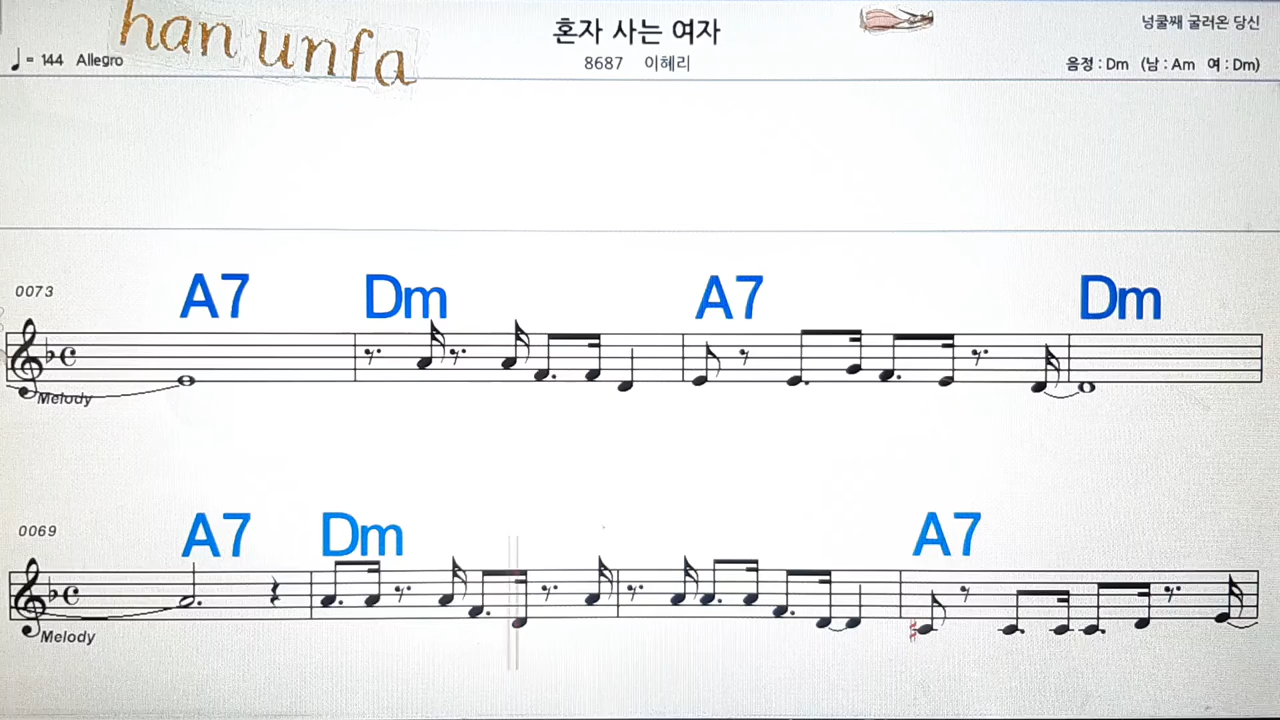 han unfa
혼자 사는 여자
넝쿨째 굴러온 당신
♩= 144 Allegro
8687 이혜리
음정 : Dm (남 : Am 여 : Dm)
0073
A7 Dm A7 Dm
Melody
0069
A7 Dm A7
Melody